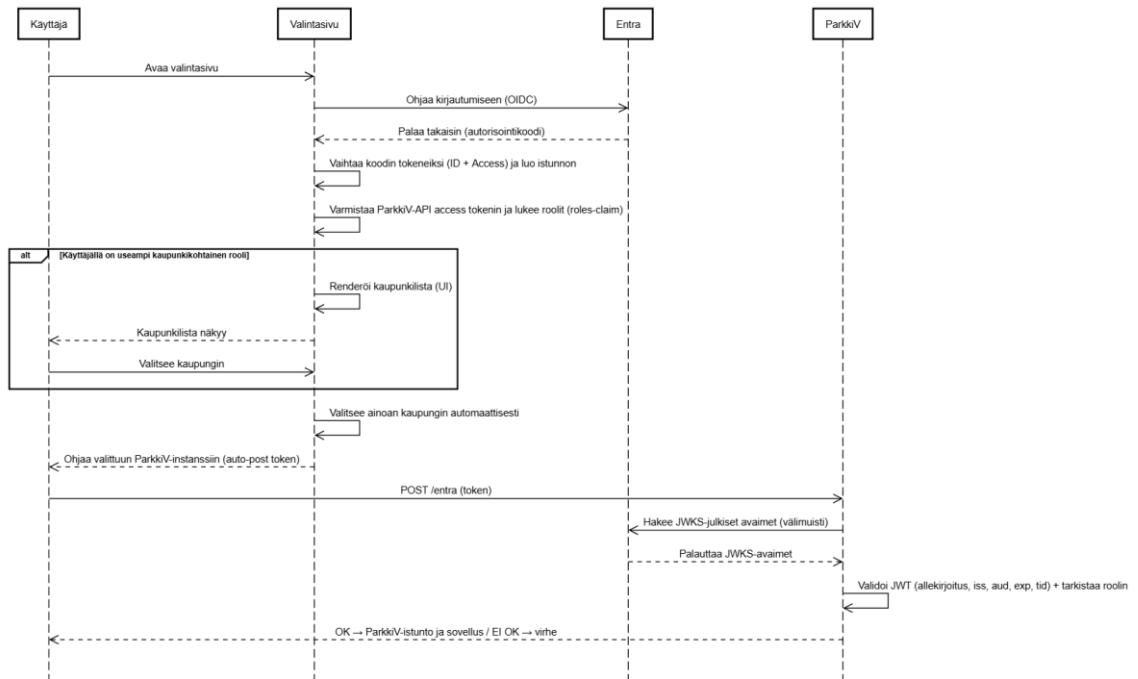 Käyttäjä
Valintasivu
Entra
ParkkiV
Avaa valintasivu
Ohjaa kirjautumiseen (OIDC)
Palaa takaisin (autorisointikoodi)
Vaihtaa koodin tokeneiksi (ID + Access) ja luo istunnon
Varmistaa ParkkiV-API access tokenin ja lukee roolit (roles-claim)
alt [Käyttäjällä on useampi kaupunkikohtainen rooli]
Renderöi kaupunkilista (UI)
Kaupunkilista näkyy
Valitsee kaupungin
Valitsee ainoan kaupungin automaattisesti
Ohjaa valittuun ParkkiV-instanssiin (auto-post token)
POST /entra (token)
Hakee JWKS-julkiset avaimet (välimuisti)
Palauttaa JWKS-avaimet
Validoi JWT (allekirjoitus, iss, aud, exp, tid) + tarkistaa roolin
OK → ParkkiV-istunto ja sovellus / EI OK → virhe